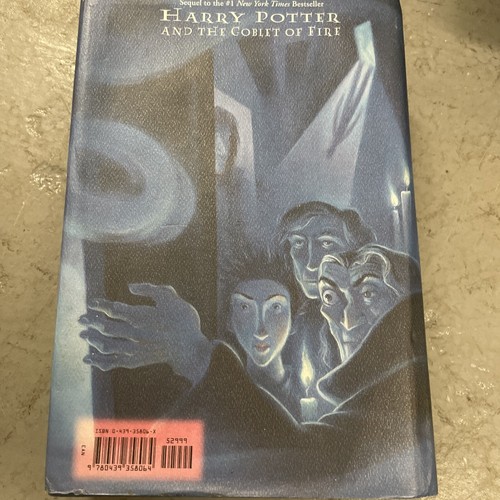 Sequel to the #1 New York Times Bestseller
HARRY POTTER
AND THE GOBLET OF FIRE
ISBN 0-439-35806-X
52999
9 780439 358064